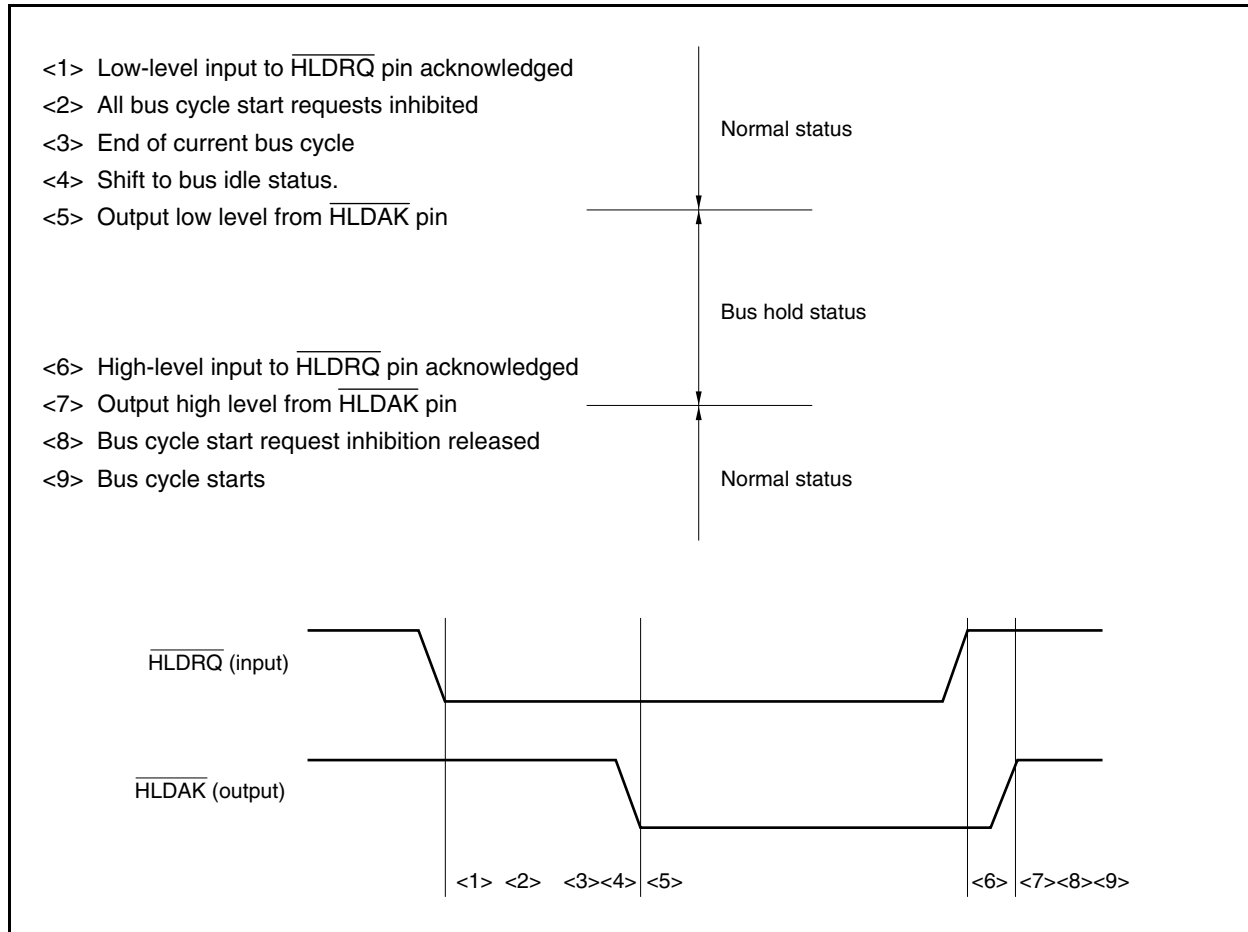 <1> Low-level input to HLDRQ pin acknowledged
<2> All bus cycle start requests inhibited
<3> End of current bus cycle
<4> Shift to bus idle status.
<5> Output low level from HLDAK pin
Normal status
Bus hold status
<6> High-level input to HLDRQ pin acknowledged
<7> Output high level from HLDAK pin
<8> Bus cycle start request inhibition released
<9> Bus cycle starts
Normal status
HLDRQ (input)
HLDAK (output)
<1> <2> <3><4> <5> <6> <7><8><9>